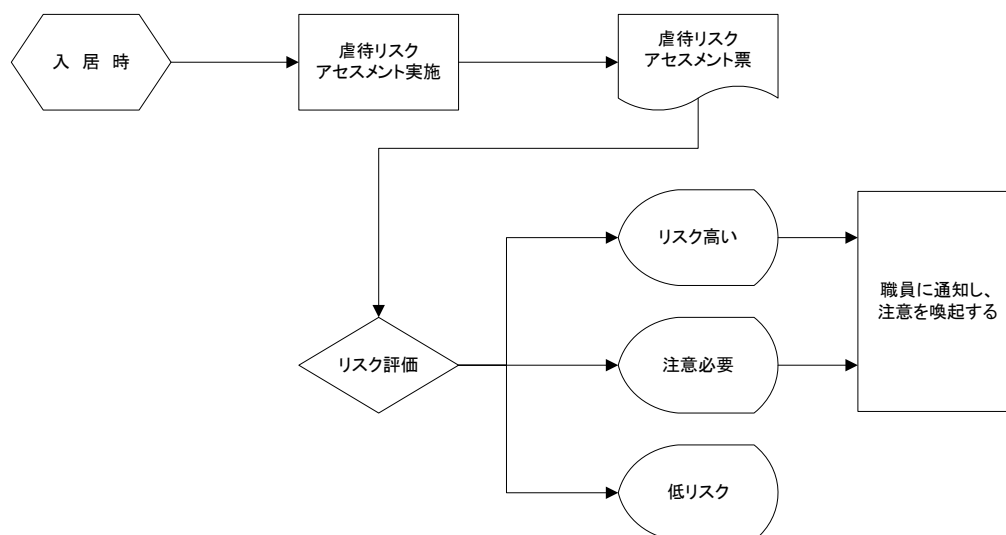 入 居 時
虐待リスク
アセスメント実施
虐待リスク
アセスメント票
リスク高い
職員に通知し、
注意を喚起する
リスク評価
注意必要
低リスク